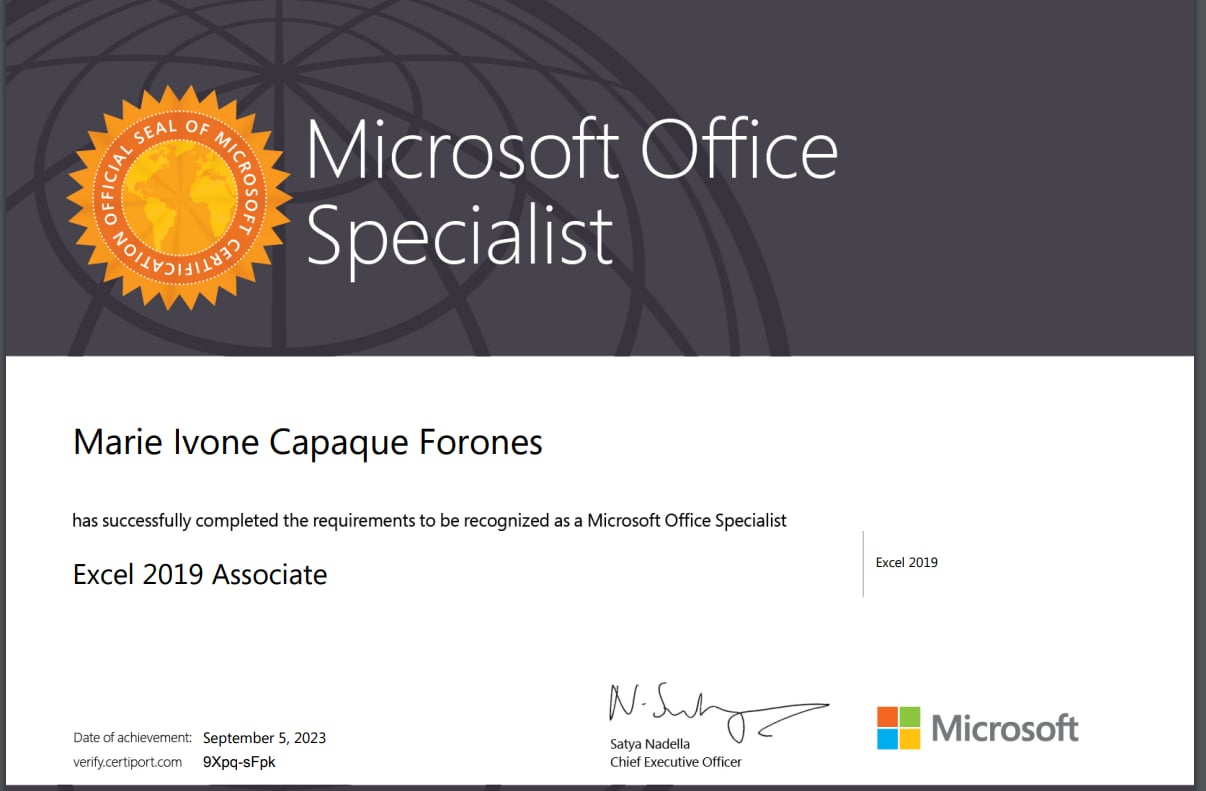 OFFICIAL SEAL OF MICROSOFT CERTIFICATION
Microsoft Office
Specialist
Marie Ivone Capaque Forones
has successfully completed the requirements to be recognized as a Microsoft Office Specialist
Excel 2019 Associate
Excel 2019
Date of achievement: September 5, 2023
verify.certiport.com 9Xpq-sFpk
Satya Nadella
Chief Executive Officer
Microsoft